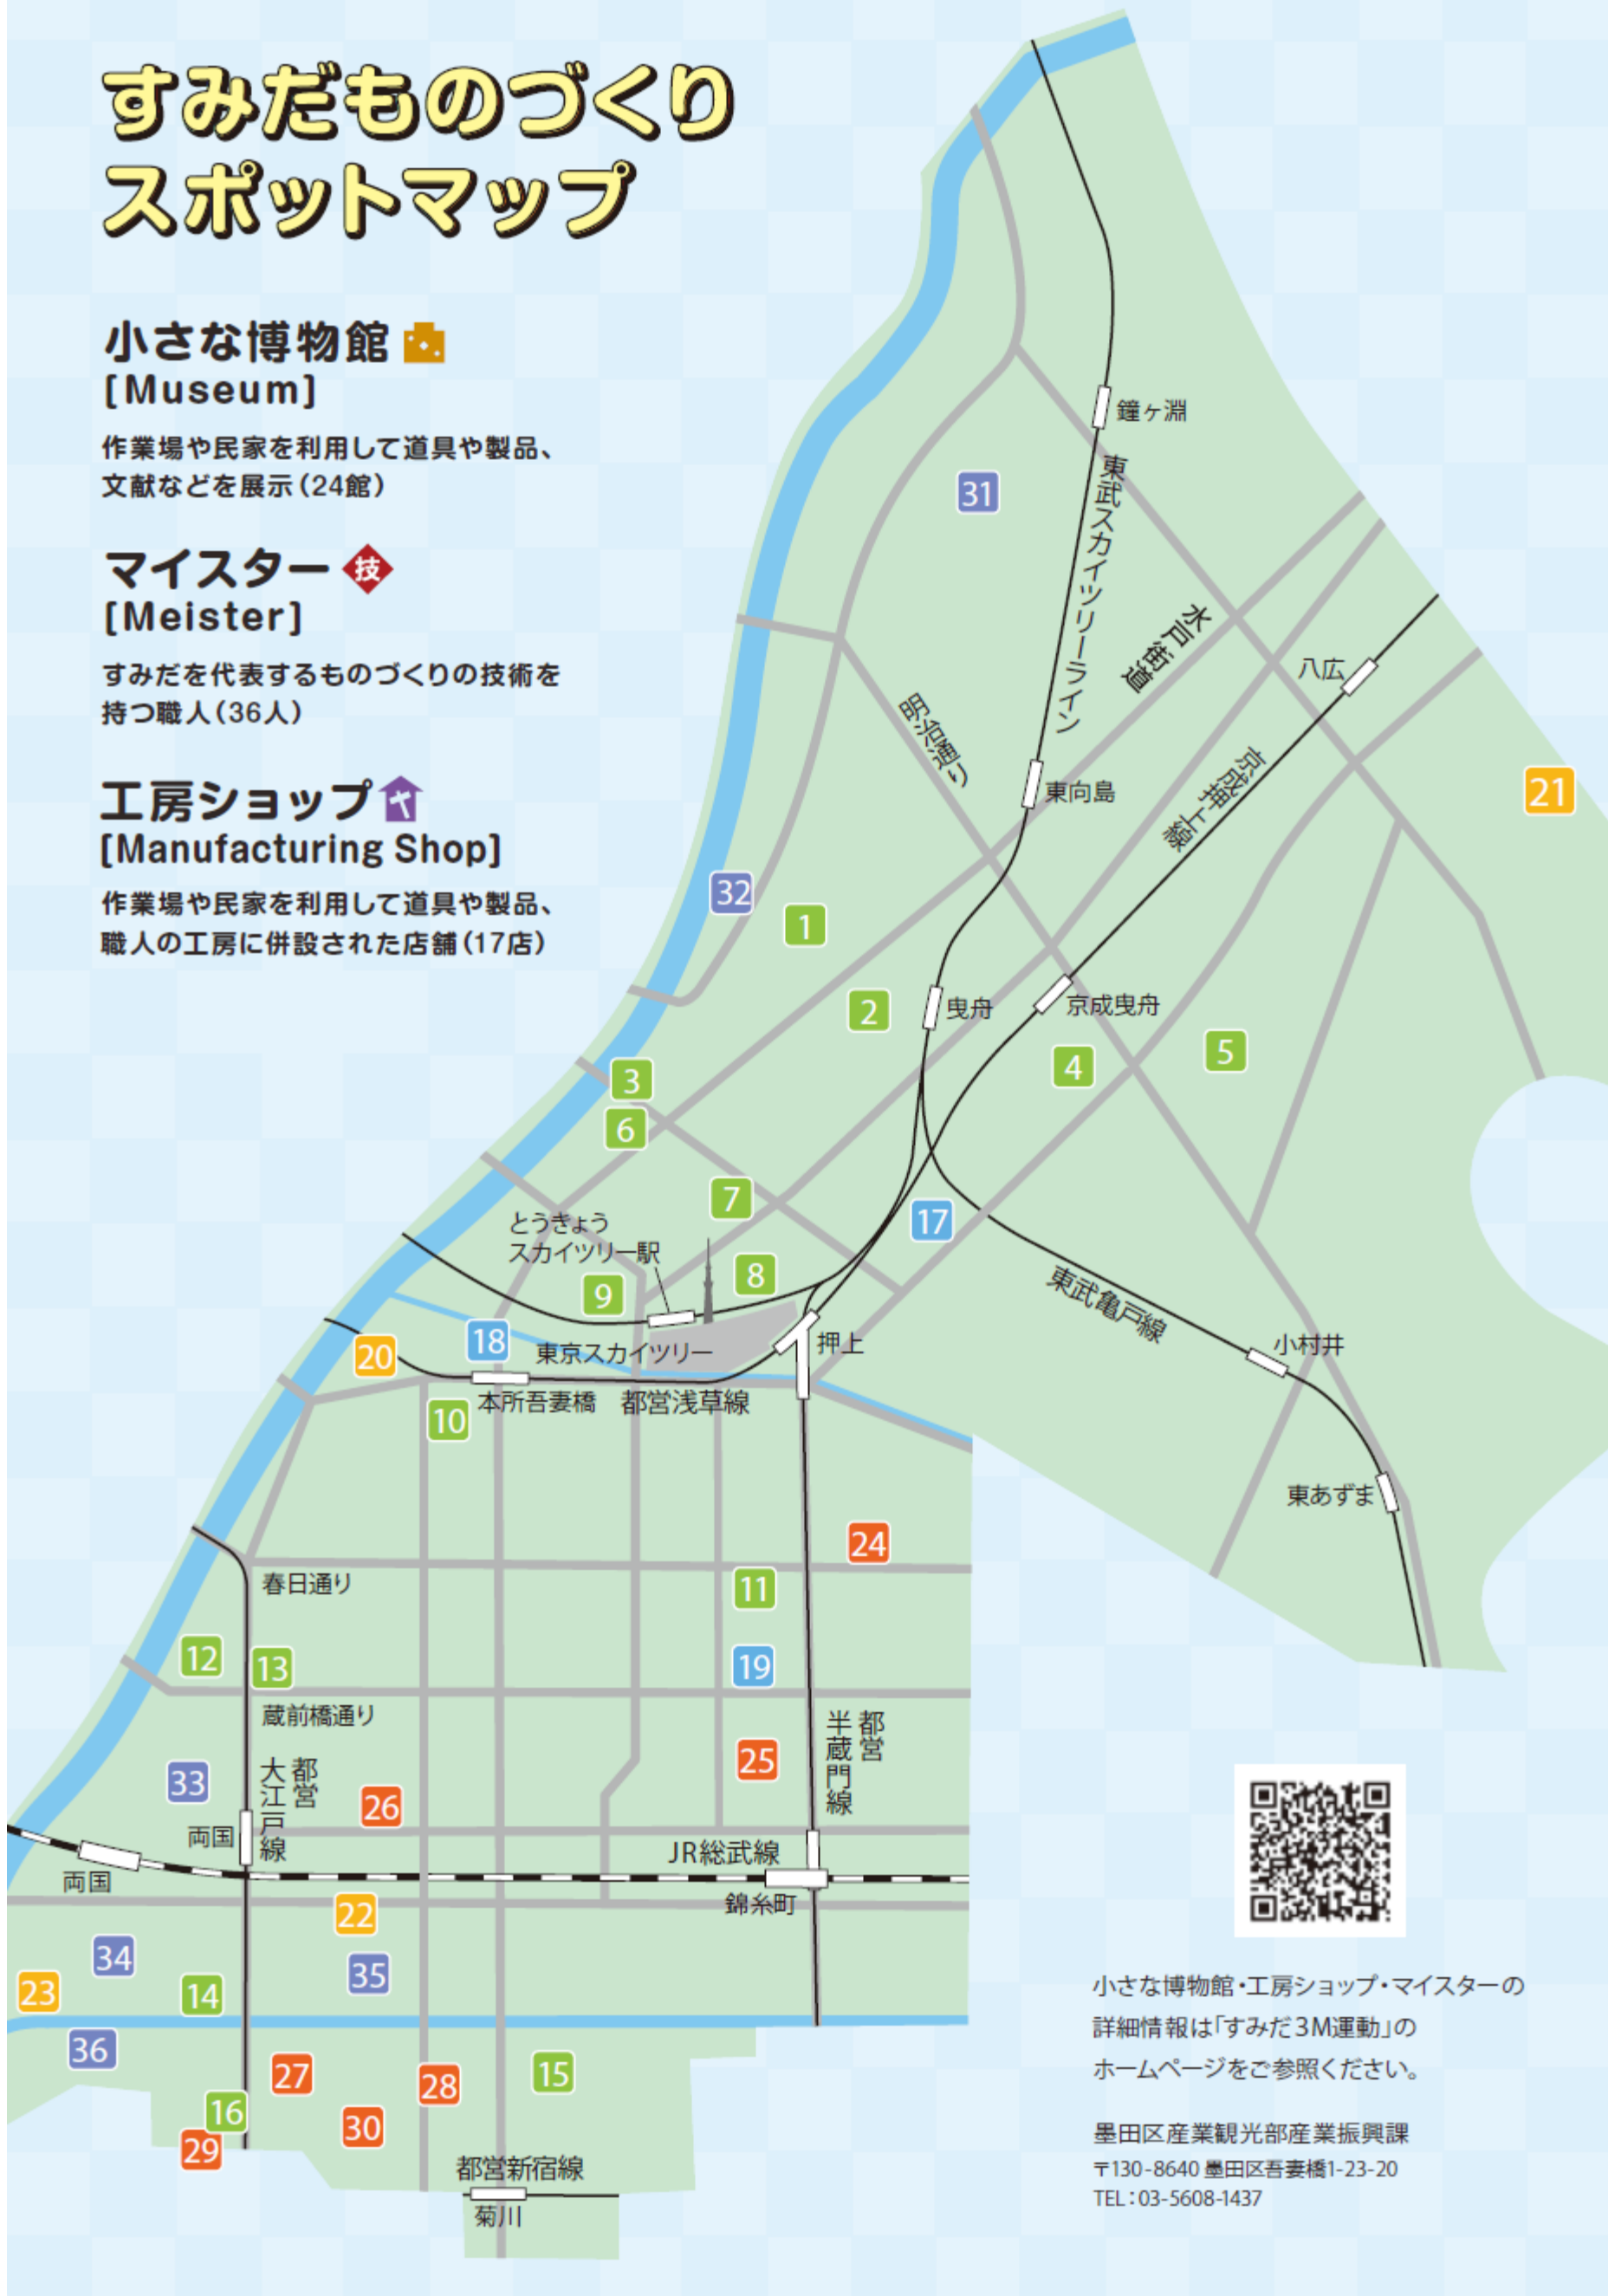 すみだものづくり
スポットマップ
小さな博物館
[Museum]
作業場や民家を利用して道具や製品、
文献などを展示（24館）
マイスター 技
[Meister]
すみだを代表するものづくりの技術を
持つ職人（36人）
工房ショップ
[Manufacturing Shop]
作業場や民家を利用して道具や製品、
職人の工房に併設された店舗（17店）
鐘ヶ淵
31
東武スカイツリーライン
水戸街道
八広
明治通り
京成押上線
東向島
21
32
1
2
曳舟
京成曳舟
3
4
5
6
7
17
とうきょう
スカイツリー駅
8
9
東武亀戸線
18
20
東京スカイツリー
押上
小村井
10
本所吾妻橋
都営浅草線
東あずま
24
春日通り
11
12
13
19
蔵前橋通り
都営
半蔵門線
25
都営
大江戸線
33
26
両国
JR総武線
両国
錦糸町
22
34
35
23
14
36
27
28
15
16
30
29
都営新宿線
菊川
小さな博物館・工房ショップ・マイスターの
詳細情報は「すみだ3M運動」の
ホームページをご参照ください。
墨田区産業観光部産業振興課
〒130-8640 墨田区吾妻橋1-23-20
TEL：03-5608-1437